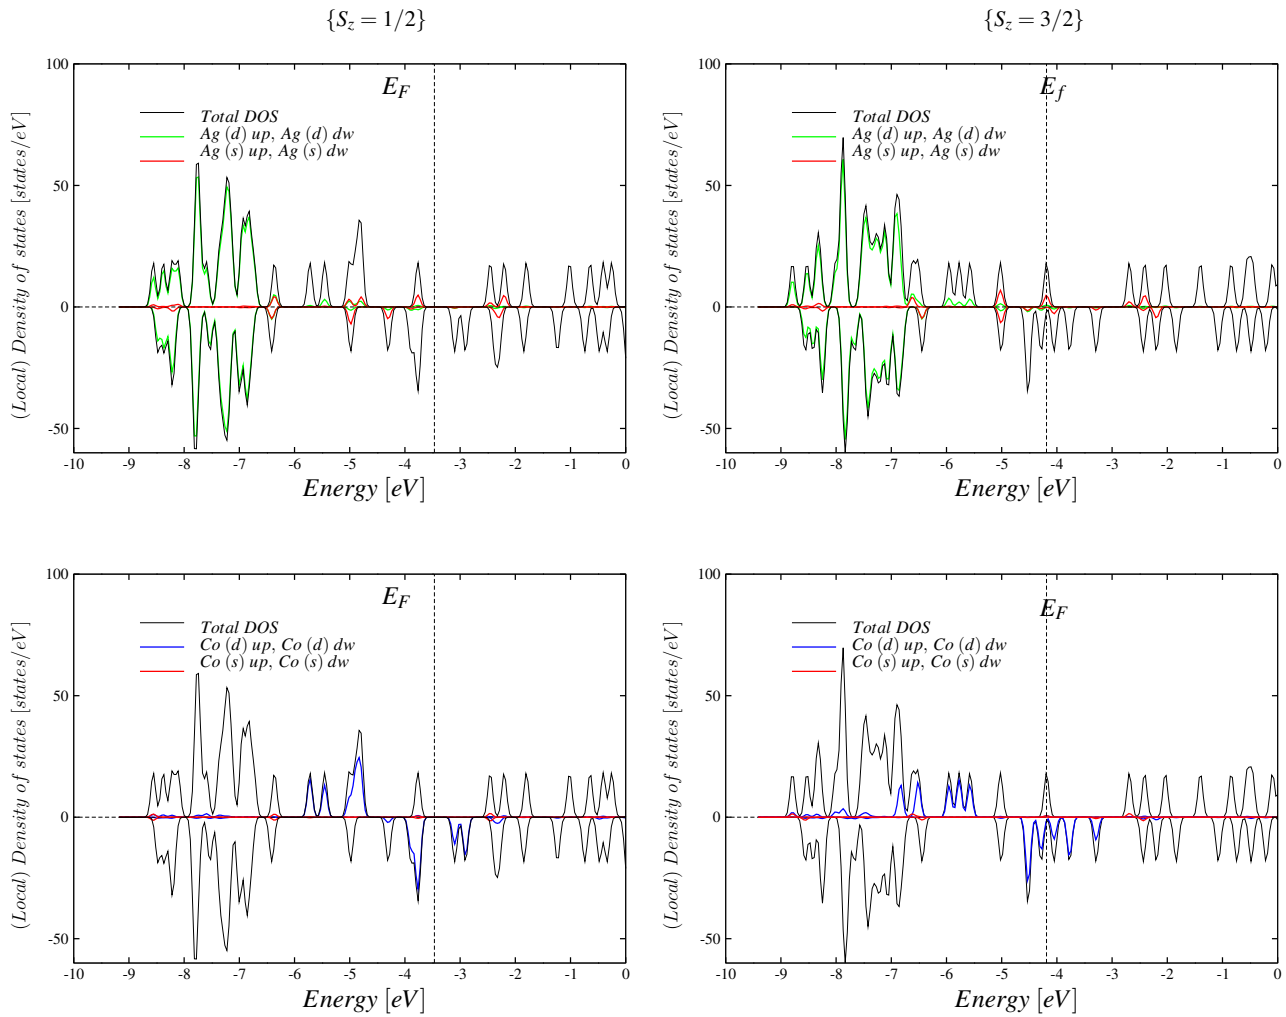 {S_z = 1/2}
{S_z = 3/2}
100
50
0
-50
-10 -9 -8 -7 -6 -5 -4 -3 -2 -1 0
(Local) Density of states [states/eV]
Energy [eV]
E_F
Total DOS
Ag (d) up, Ag (d) dw
Ag (s) up, Ag (s) dw
100
50
0
-50
-10 -9 -8 -7 -6 -5 -4 -3 -2 -1 0
(Local) Density of states [states/eV]
Energy [eV]
E_f
Total DOS
Ag (d) up, Ag (d) dw
Ag (s) up, Ag (s) dw
100
50
0
-50
-10 -9 -8 -7 -6 -5 -4 -3 -2 -1 0
(Local) Density of states [states/eV]
Energy [eV]
E_F
Total DOS
Co (d) up, Co (d) dw
Co (s) up, Co (s) dw
100
50
0
-50
-10 -9 -8 -7 -6 -5 -4 -3 -2 -1 0
(Local) Density of states [states/eV]
Energy [eV]
E_F
Total DOS
Co (d) up, Co (d) dw
Co (s) up, Co (s) dw